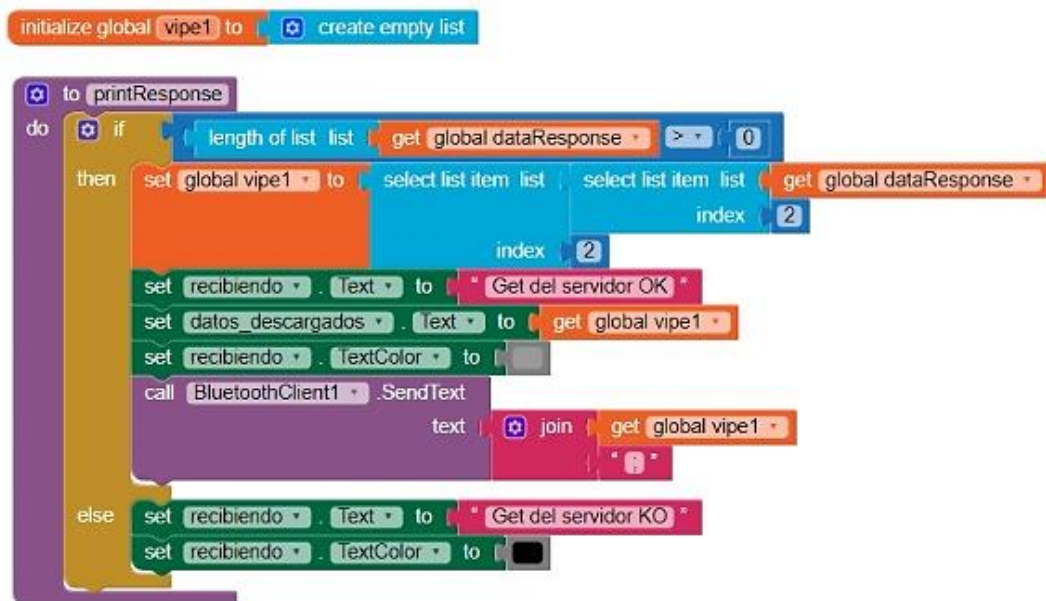 initialize global vipe1 to create empty list
to printResponse
do if length of list list get global dataResponse > 0
then set global vipe1 to select list item list select list item list get global dataResponse
index 2
index 2
set recibiendo . Text to " Get del servidor OK "
set datos_descargados . Text to get global vipe1
set recibiendo . TextColor to
call BluetoothClient1 .SendText
text join get global vipe1
" ; "
else set recibiendo . Text to " Get del servidor KO "
set recibiendo . TextColor to